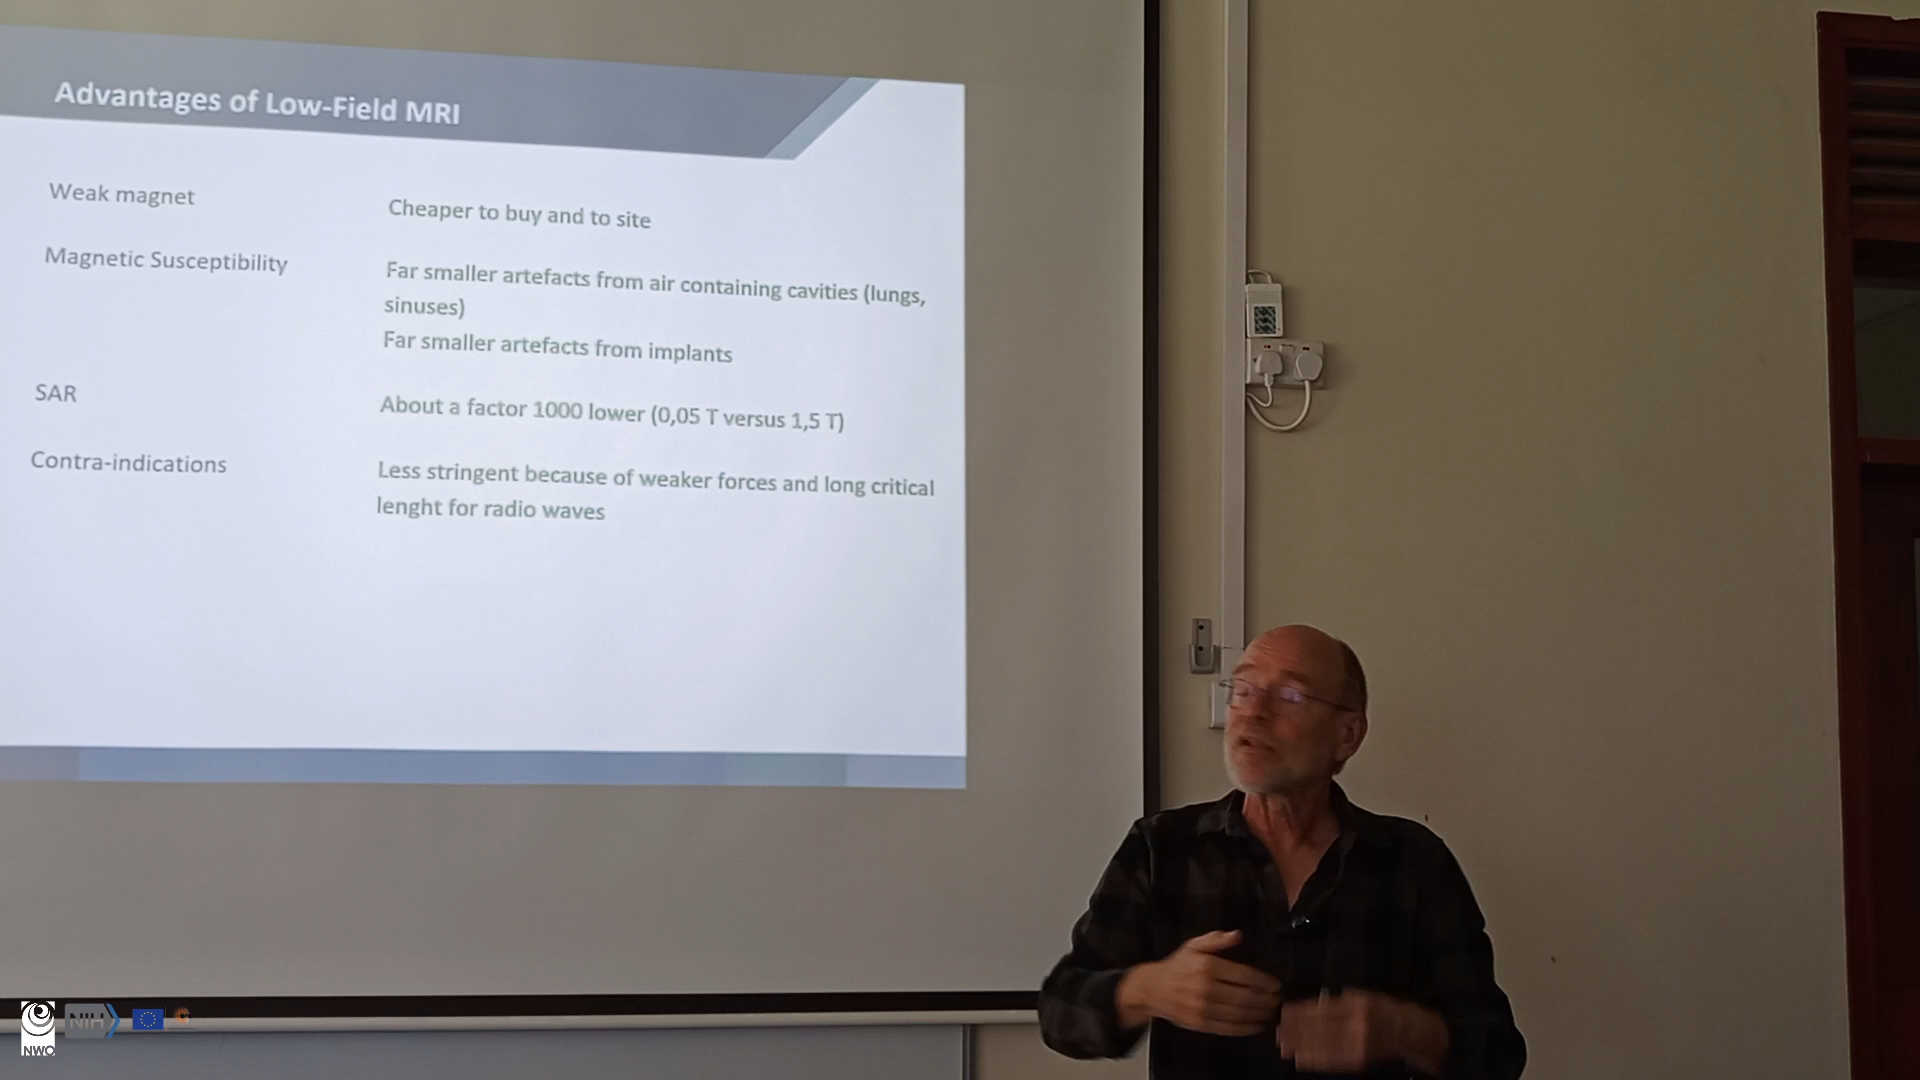 Advantages of Low-Field MRI
Weak magnet
Cheaper to buy and to site
Magnetic Susceptibility
Far smaller artefacts from air containing cavities (lungs,
sinuses)
Far smaller artefacts from implants
SAR
About a factor 1000 lower (0,05 T versus 1,5 T)
Contra-indications
Less stringent because of weaker forces and long critical
lenght for radio waves
NWO
NIH